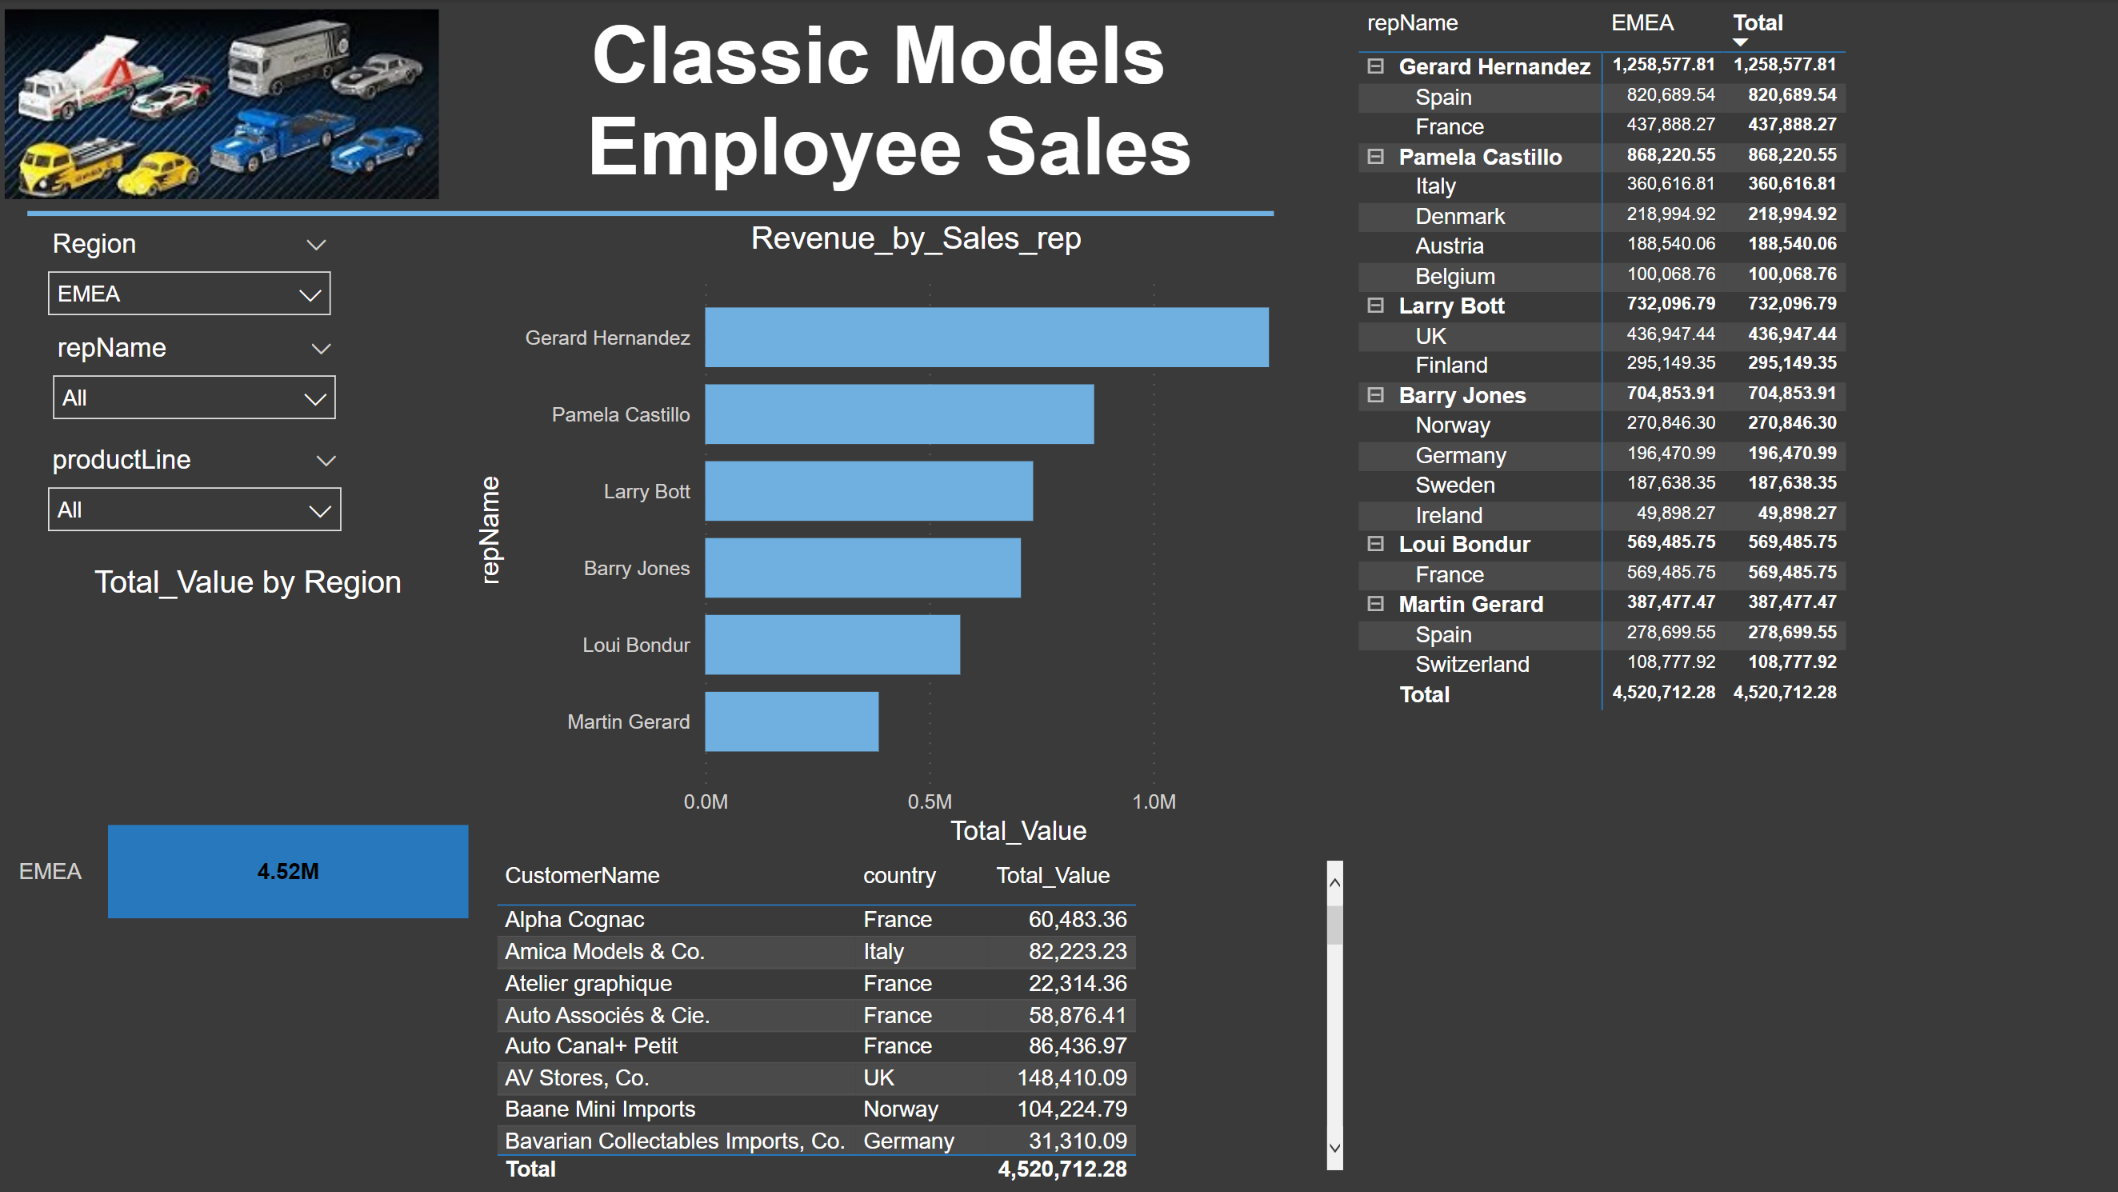 Classic Models
Employee Sales
Region
EMEA
repName
All
productLine
All
Total_Value by Region
EMEA
4.52M
Revenue_by_Sales_rep
repName
Gerard Hernandez
Pamela Castillo
Larry Bott
Barry Jones
Loui Bondur
Martin Gerard
0.0M 0.5M 1.0M
Total_Value
CustomerName country Total_Value
Alpha Cognac France 60,483.36
Amica Models & Co. Italy 82,223.23
Atelier graphique France 22,314.36
Auto Associés & Cie. France 58,876.41
Auto Canal+ Petit France 86,436.97
AV Stores, Co. UK 148,410.09
Baane Mini Imports Norway 104,224.79
Bavarian Collectables Imports, Co. Germany 31,310.09
Total 4,520,712.28
repName EMEA Total
Gerard Hernandez 1,258,577.81 1,258,577.81
Spain 820,689.54 820,689.54
France 437,888.27 437,888.27
Pamela Castillo 868,220.55 868,220.55
Italy 360,616.81 360,616.81
Denmark 218,994.92 218,994.92
Austria 188,540.06 188,540.06
Belgium 100,068.76 100,068.76
Larry Bott 732,096.79 732,096.79
UK 436,947.44 436,947.44
Finland 295,149.35 295,149.35
Barry Jones 704,853.91 704,853.91
Norway 270,846.30 270,846.30
Germany 196,470.99 196,470.99
Sweden 187,638.35 187,638.35
Ireland 49,898.27 49,898.27
Loui Bondur 569,485.75 569,485.75
France 569,485.75 569,485.75
Martin Gerard 387,477.47 387,477.47
Spain 278,699.55 278,699.55
Switzerland 108,777.92 108,777.92
Total 4,520,712.28 4,520,712.28